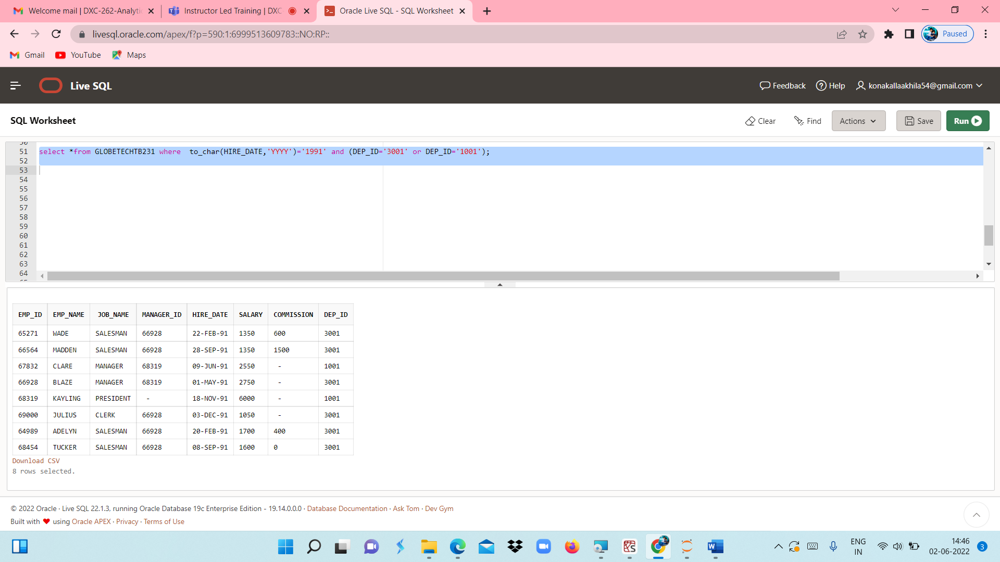 Welcome mail | DXC-262-Analytic
Instructor Led Training | DXC
Oracle Live SQL - SQL Worksheet
livesql.oracle.com/apex/f?p=590:1:6999513609783::NO:RP::
Paused
Gmail YouTube Maps
Live SQL
Feedback Help konakallaakhila54@gmail.com
SQL Worksheet
Clear Find Actions Save Run
50
51 select *from GLOBETECHTB231 where  to_char(HIRE_DATE,'YYYY')='1991' and (DEP_ID='3001' or DEP_ID='1001');
52
53
54
55
56
57
58
59
60
61
62
63
64
65
EMP_ID EMP_NAME JOB_NAME MANAGER_ID HIRE_DATE SALARY COMMISSION DEP_ID
65271 WADE SALESMAN 66928 22-FEB-91 1350 600 3001
66564 MADDEN SALESMAN 66928 28-SEP-91 1350 1500 3001
67832 CLARE MANAGER 68319 09-JUN-91 2550 - 1001
66928 BLAZE MANAGER 68319 01-MAY-91 2750 - 3001
68319 KAYLING PRESIDENT - 18-NOV-91 6000 - 1001
69000 JULIUS CLERK 66928 03-DEC-91 1050 - 3001
64989 ADELYN SALESMAN 66928 20-FEB-91 1700 400 3001
68454 TUCKER SALESMAN 66928 08-SEP-91 1600 0 3001
Download CSV
8 rows selected.
© 2022 Oracle · Live SQL 22.1.3, running Oracle Database 19c Enterprise Edition - 19.14.0.0.0 · Database Documentation · Ask Tom · Dev Gym
Built with ♥ using Oracle APEX · Privacy · Terms of Use
ENG
IN
14:46
02-06-2022
3